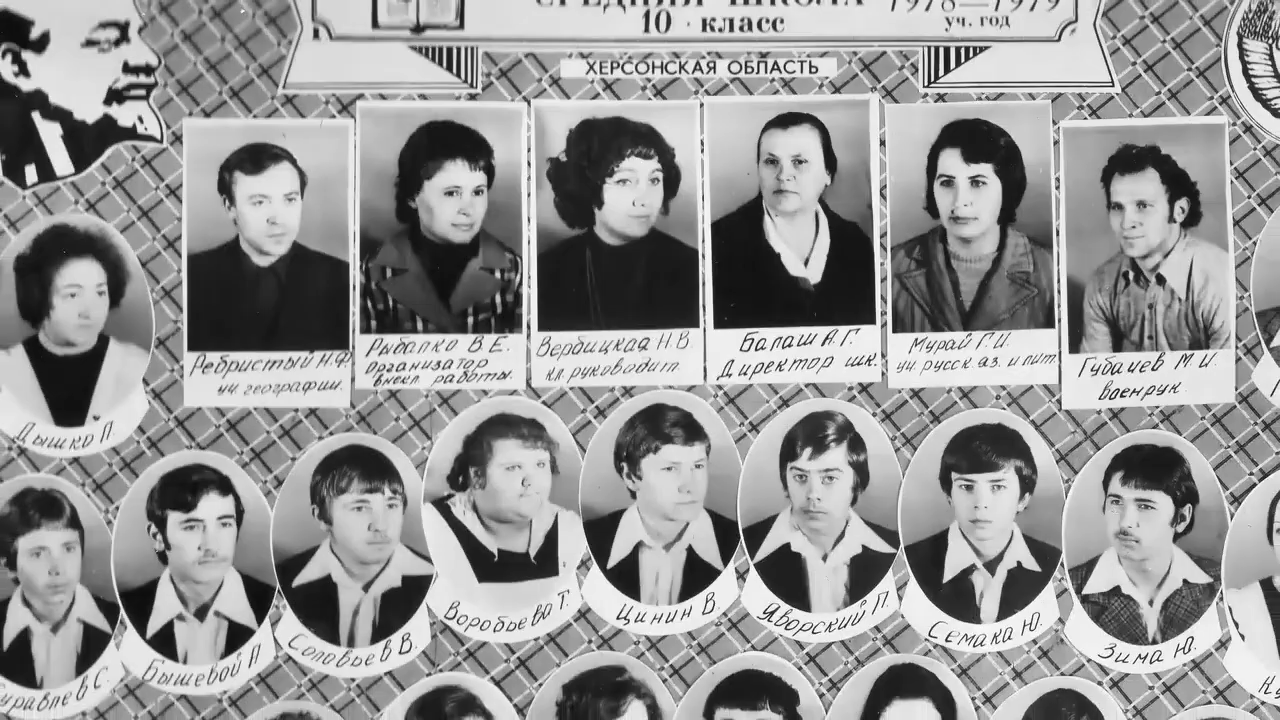 СРЕДНЯЯ ШКОЛА
1978—1979
10 · класс
уч. год
ХЕРСОНСКАЯ ОБЛАСТЬ
Ребристый Н.Ф.
уч. географии.
Рыбалко В.Е.
Организатор
внекл. работы.
Вербицкая Н.В
кл. руководит.
Балаш А.Г.
Директор шк.
Мурай Г.И.
уч. русск. яз. и лит.
Губачев М.И.
военрук
Дышко П.
Бышевой П
Соловьев В.
Воробьева Т.
Цинин В.
Яворский П.
Семака Ю.
Зима Ю.